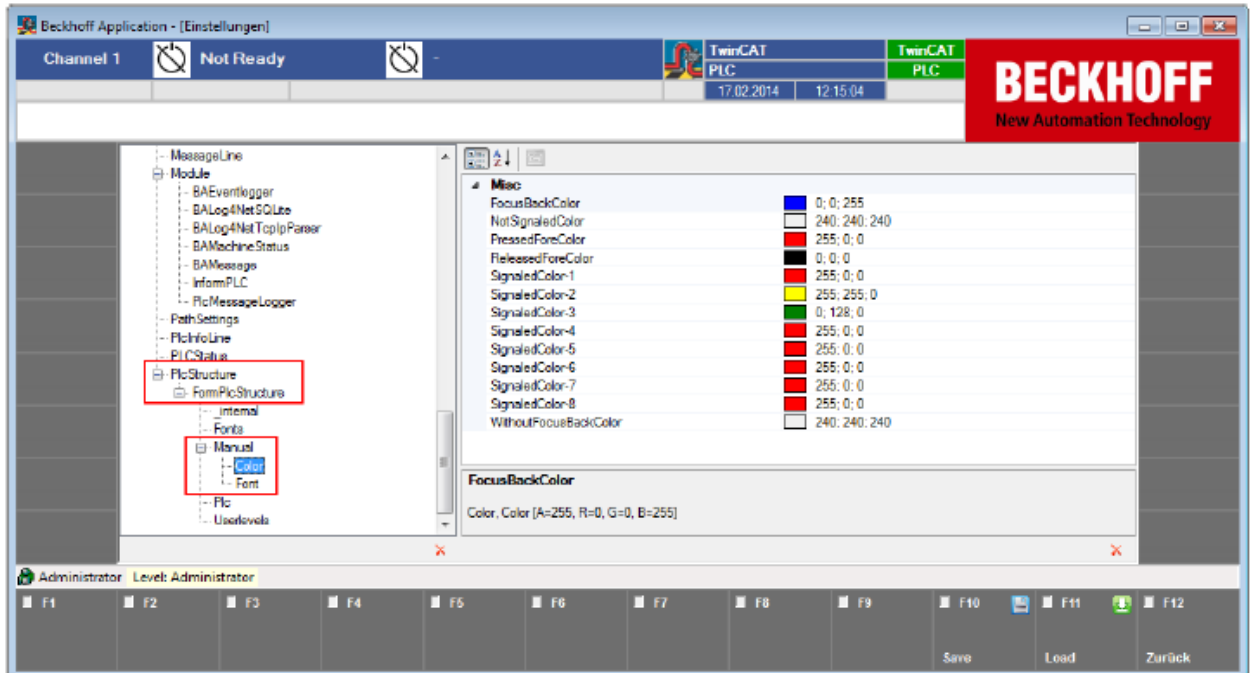 Beckhoff Application - [Einstellungen]
Channel 1
Not Ready
-
TwinCAT
PLC
TwinCAT
PLC
17.02.2014
12:15:04
BECKHOFF
New Automation Technology
MessageLine
Module
BAEventlogger
BALog4NetSQLite
BALog4NetTcpIpParser
BAMachineStatus
BAMessage
InformPLC
PlcMessageLogger
PathSettings
PlcInfoLine
PLCStatus
PlcStructure
FormPlcStructure
_internal
Fonts
Manual
Color
Font
Plc
Userlevels
Misc
FocusBackColor 0; 0; 255
NotSignaledColor 240; 240; 240
PressedForeColor 255; 0; 0
ReleasedForeColor 0; 0; 0
SignaledColor-1 255; 0; 0
SignaledColor-2 255; 255; 0
SignaledColor-3 0; 128; 0
SignaledColor-4 255; 0; 0
SignaledColor-5 255; 0; 0
SignaledColor-6 255; 0; 0
SignaledColor-7 255; 0; 0
SignaledColor-8 255; 0; 0
WithoutFocusBackColor 240; 240; 240
FocusBackColor
Color, Color [A=255, R=0, G=0, B=255]
Administrator Level: Administrator
F1 F2 F3 F4 F5 F6 F7 F8 F9 F10 F11 F12
Save Load Zurück